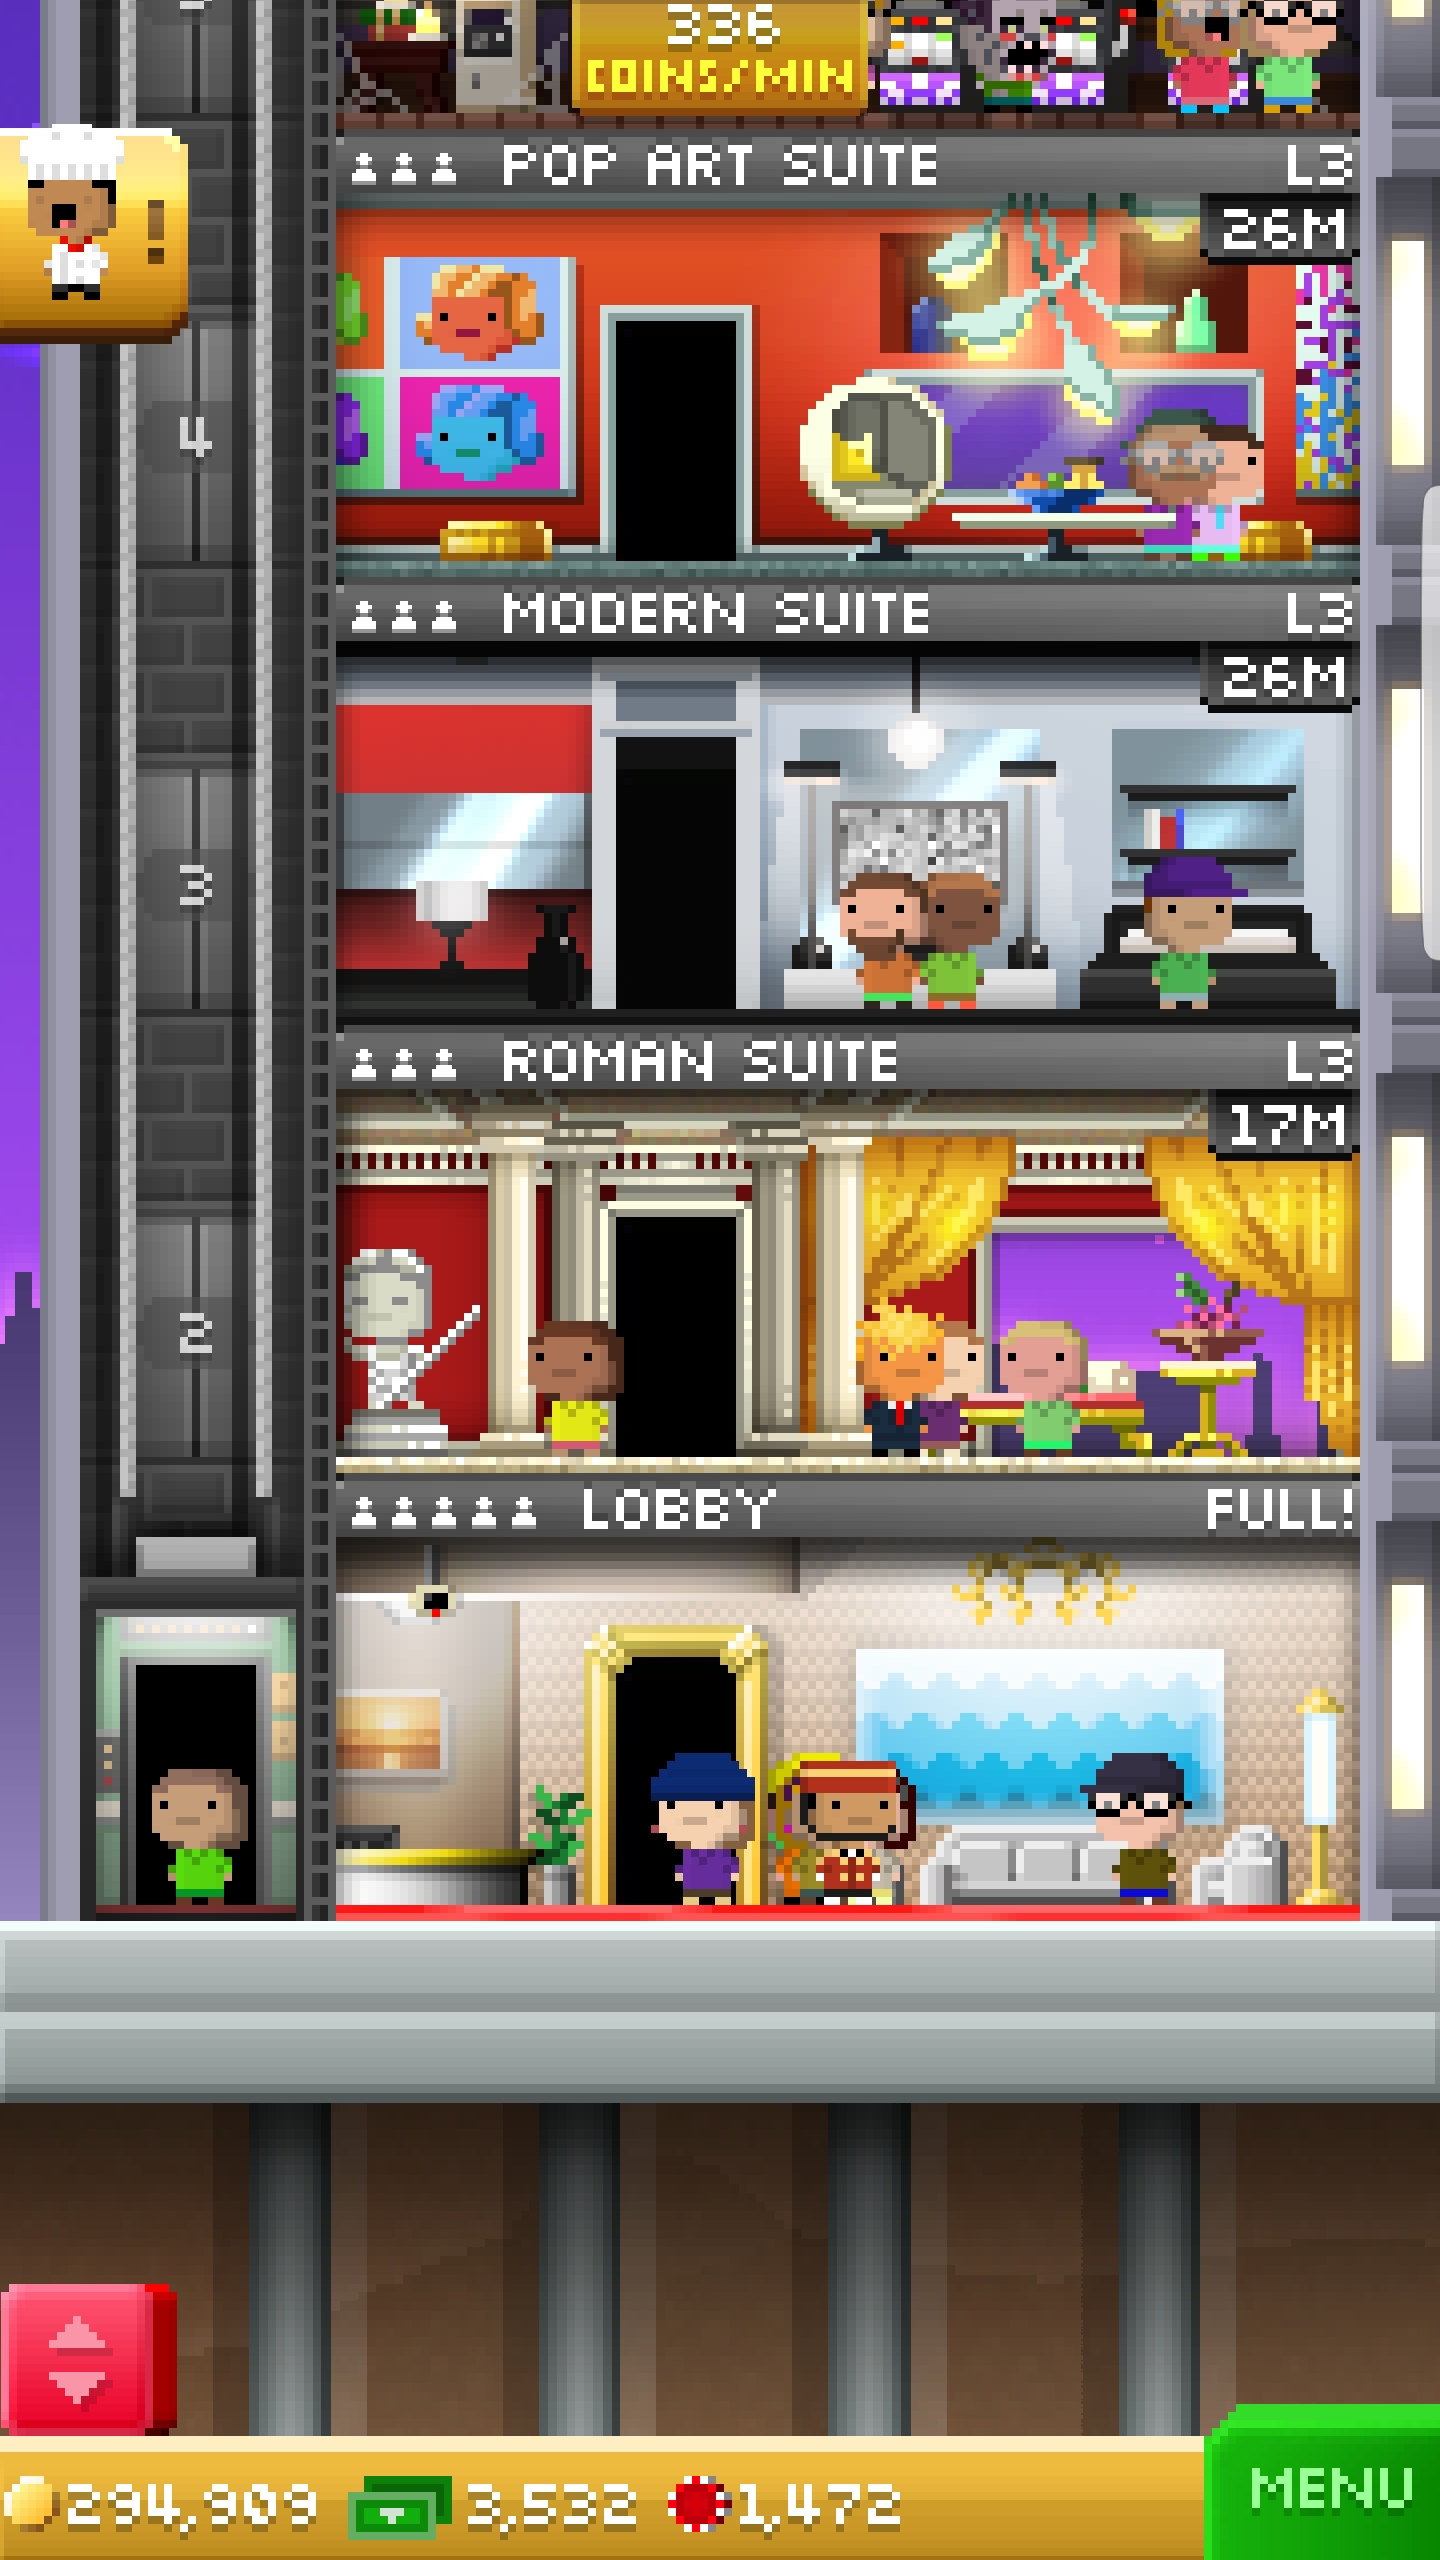 336
COINS/MIN
POP ART SUITE L3
26M
!
4
MODERN SUITE L3
26M
3
ROMAN SUITE L3
17M
2
LOBBY FULL!
294,909 3,532 1,472
MENU